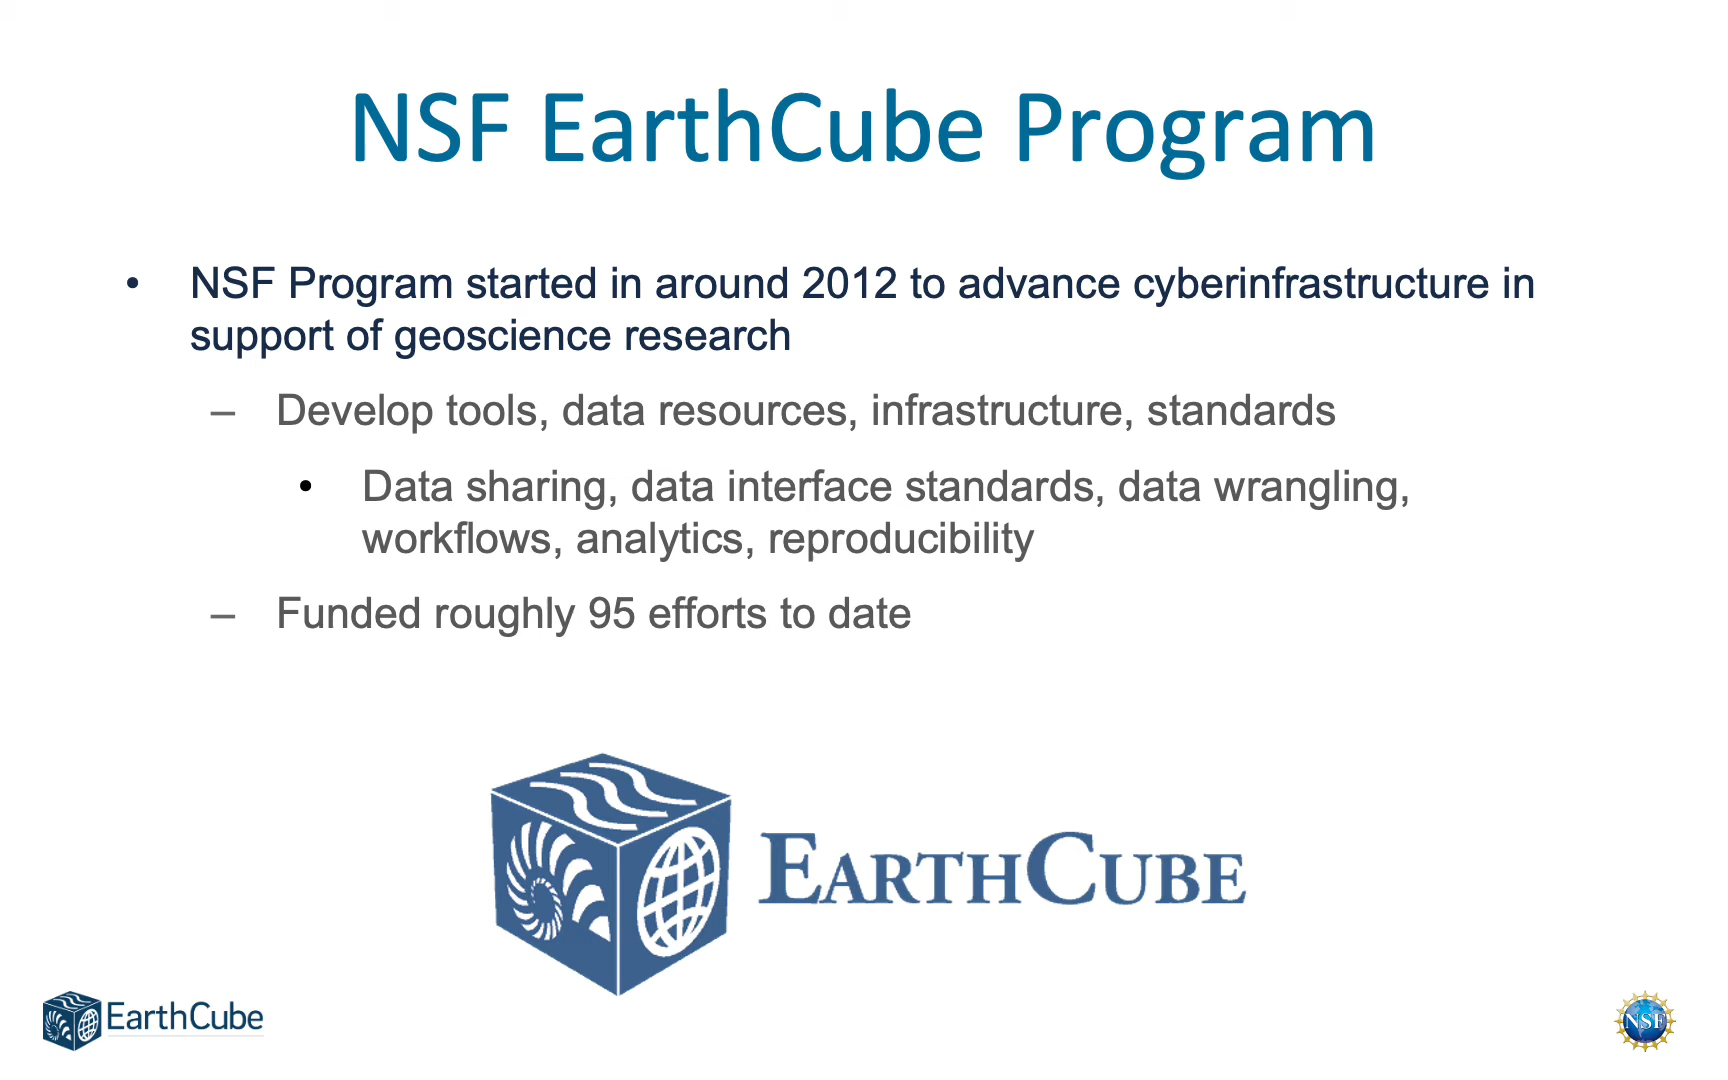 NSF EarthCube Program
• NSF Program started in around 2012 to advance cyberinfrastructure in
support of geoscience research
– Develop tools, data resources, infrastructure, standards
• Data sharing, data interface standards, data wrangling,
workflows, analytics, reproducibility
– Funded roughly 95 efforts to date
EARTHCUBE
EarthCube
NSF